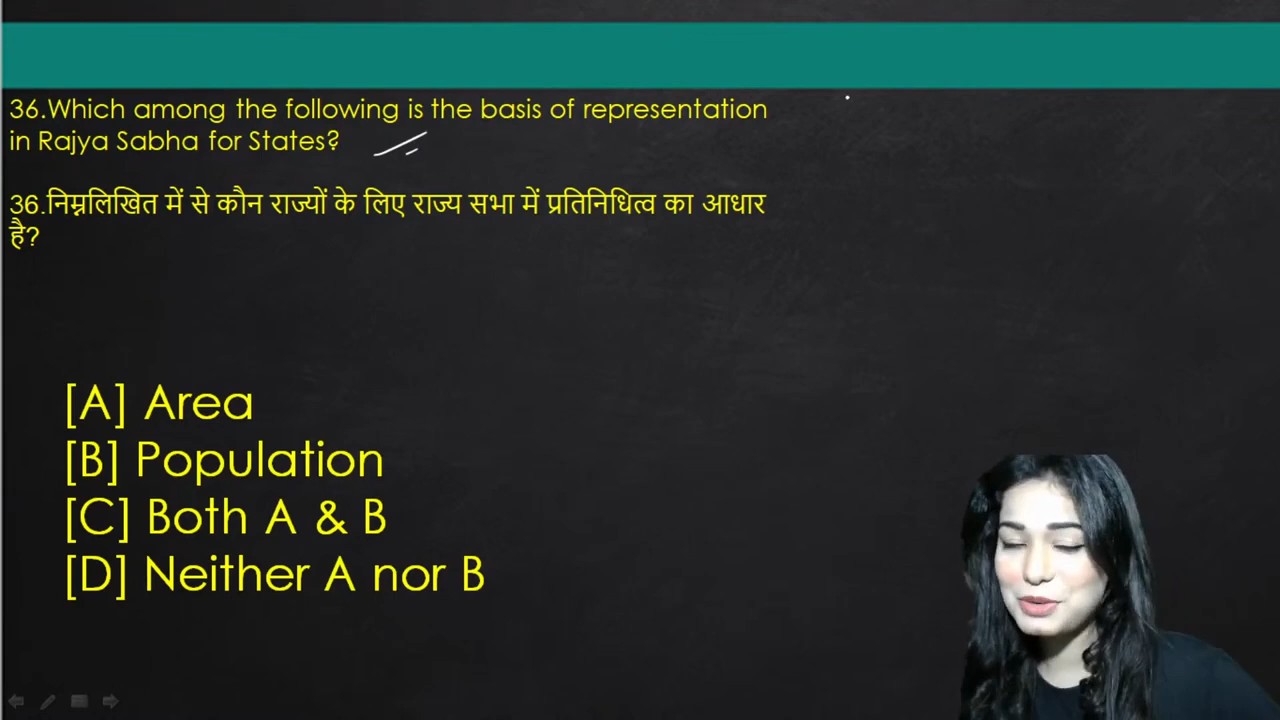 36.Which among the following is the basis of representation
in Rajya Sabha for States?
36.निम्नलिखित में से कौन राज्यों के लिए राज्य सभा में प्रतिनिधित्व का आधार
है?
[A] Area
[B] Population
[C] Both A & B
[D] Neither A nor B